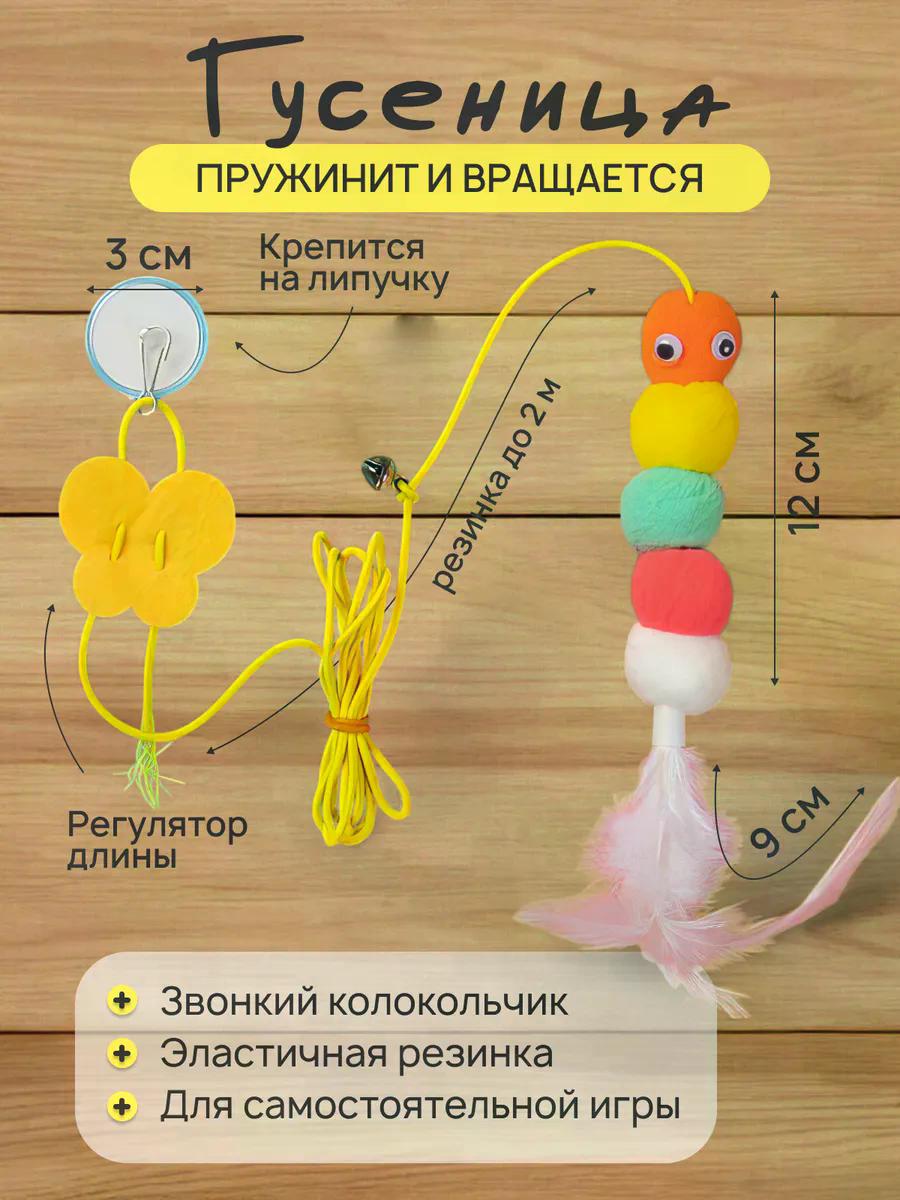 Гусеница
ПРУЖИНИТ И ВРАЩАЕТСЯ
3 см
Крепится
на липучку
резинка до 2 м
12 см
9 см
Регулятор
длины
Звонкий колокольчик
Эластичная резинка
Для самостоятельной игры